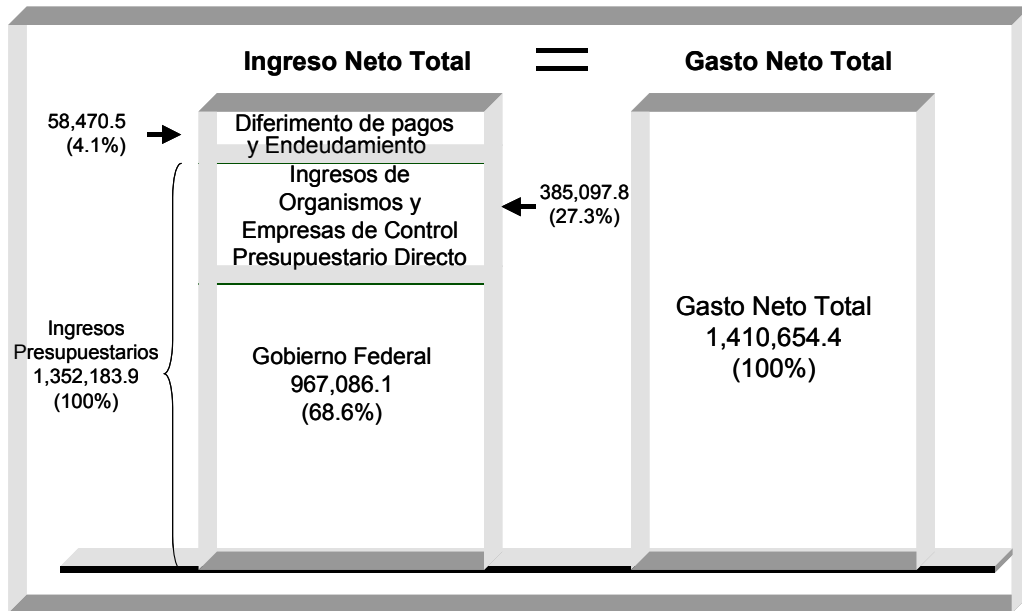 Ingreso Neto Total
Gasto Neto Total
58,470.5
(4.1%)
Diferimento de pagos
y Endeudamiento
Ingresos de
Organismos y
Empresas de Control
Presupuestario Directo
385,097.8
(27.3%)
Ingresos
Presupuestarios
1,352,183.9
(100%)
Gobierno Federal
967,086.1
(68.6%)
Gasto Neto Total
1,410,654.4
(100%)